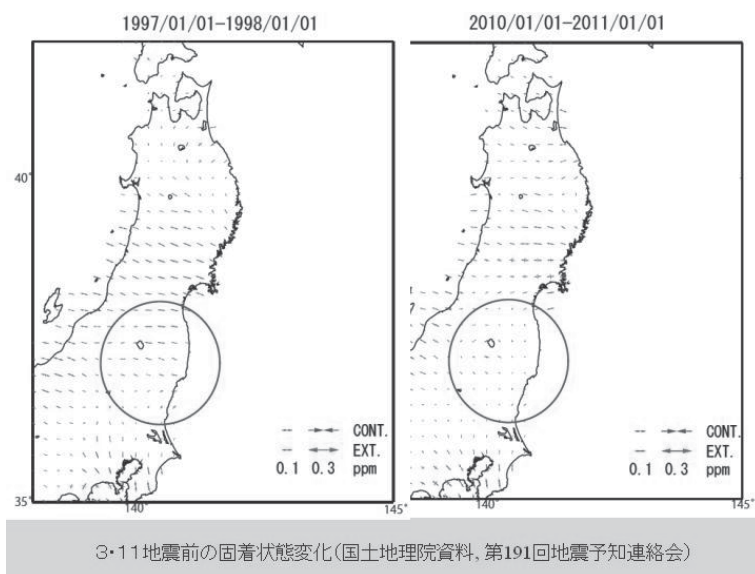 1997/01/01-1998/01/01
2010/01/01-2011/01/01
40°
35°
140°
145°
140°
145°
CONT.
EXT.
0.1 0.3 ppm
CONT.
EXT.
0.1 0.3 ppm
3・11地震前の固着状態変化(国土地理院資料, 第191回地震予知連絡会)